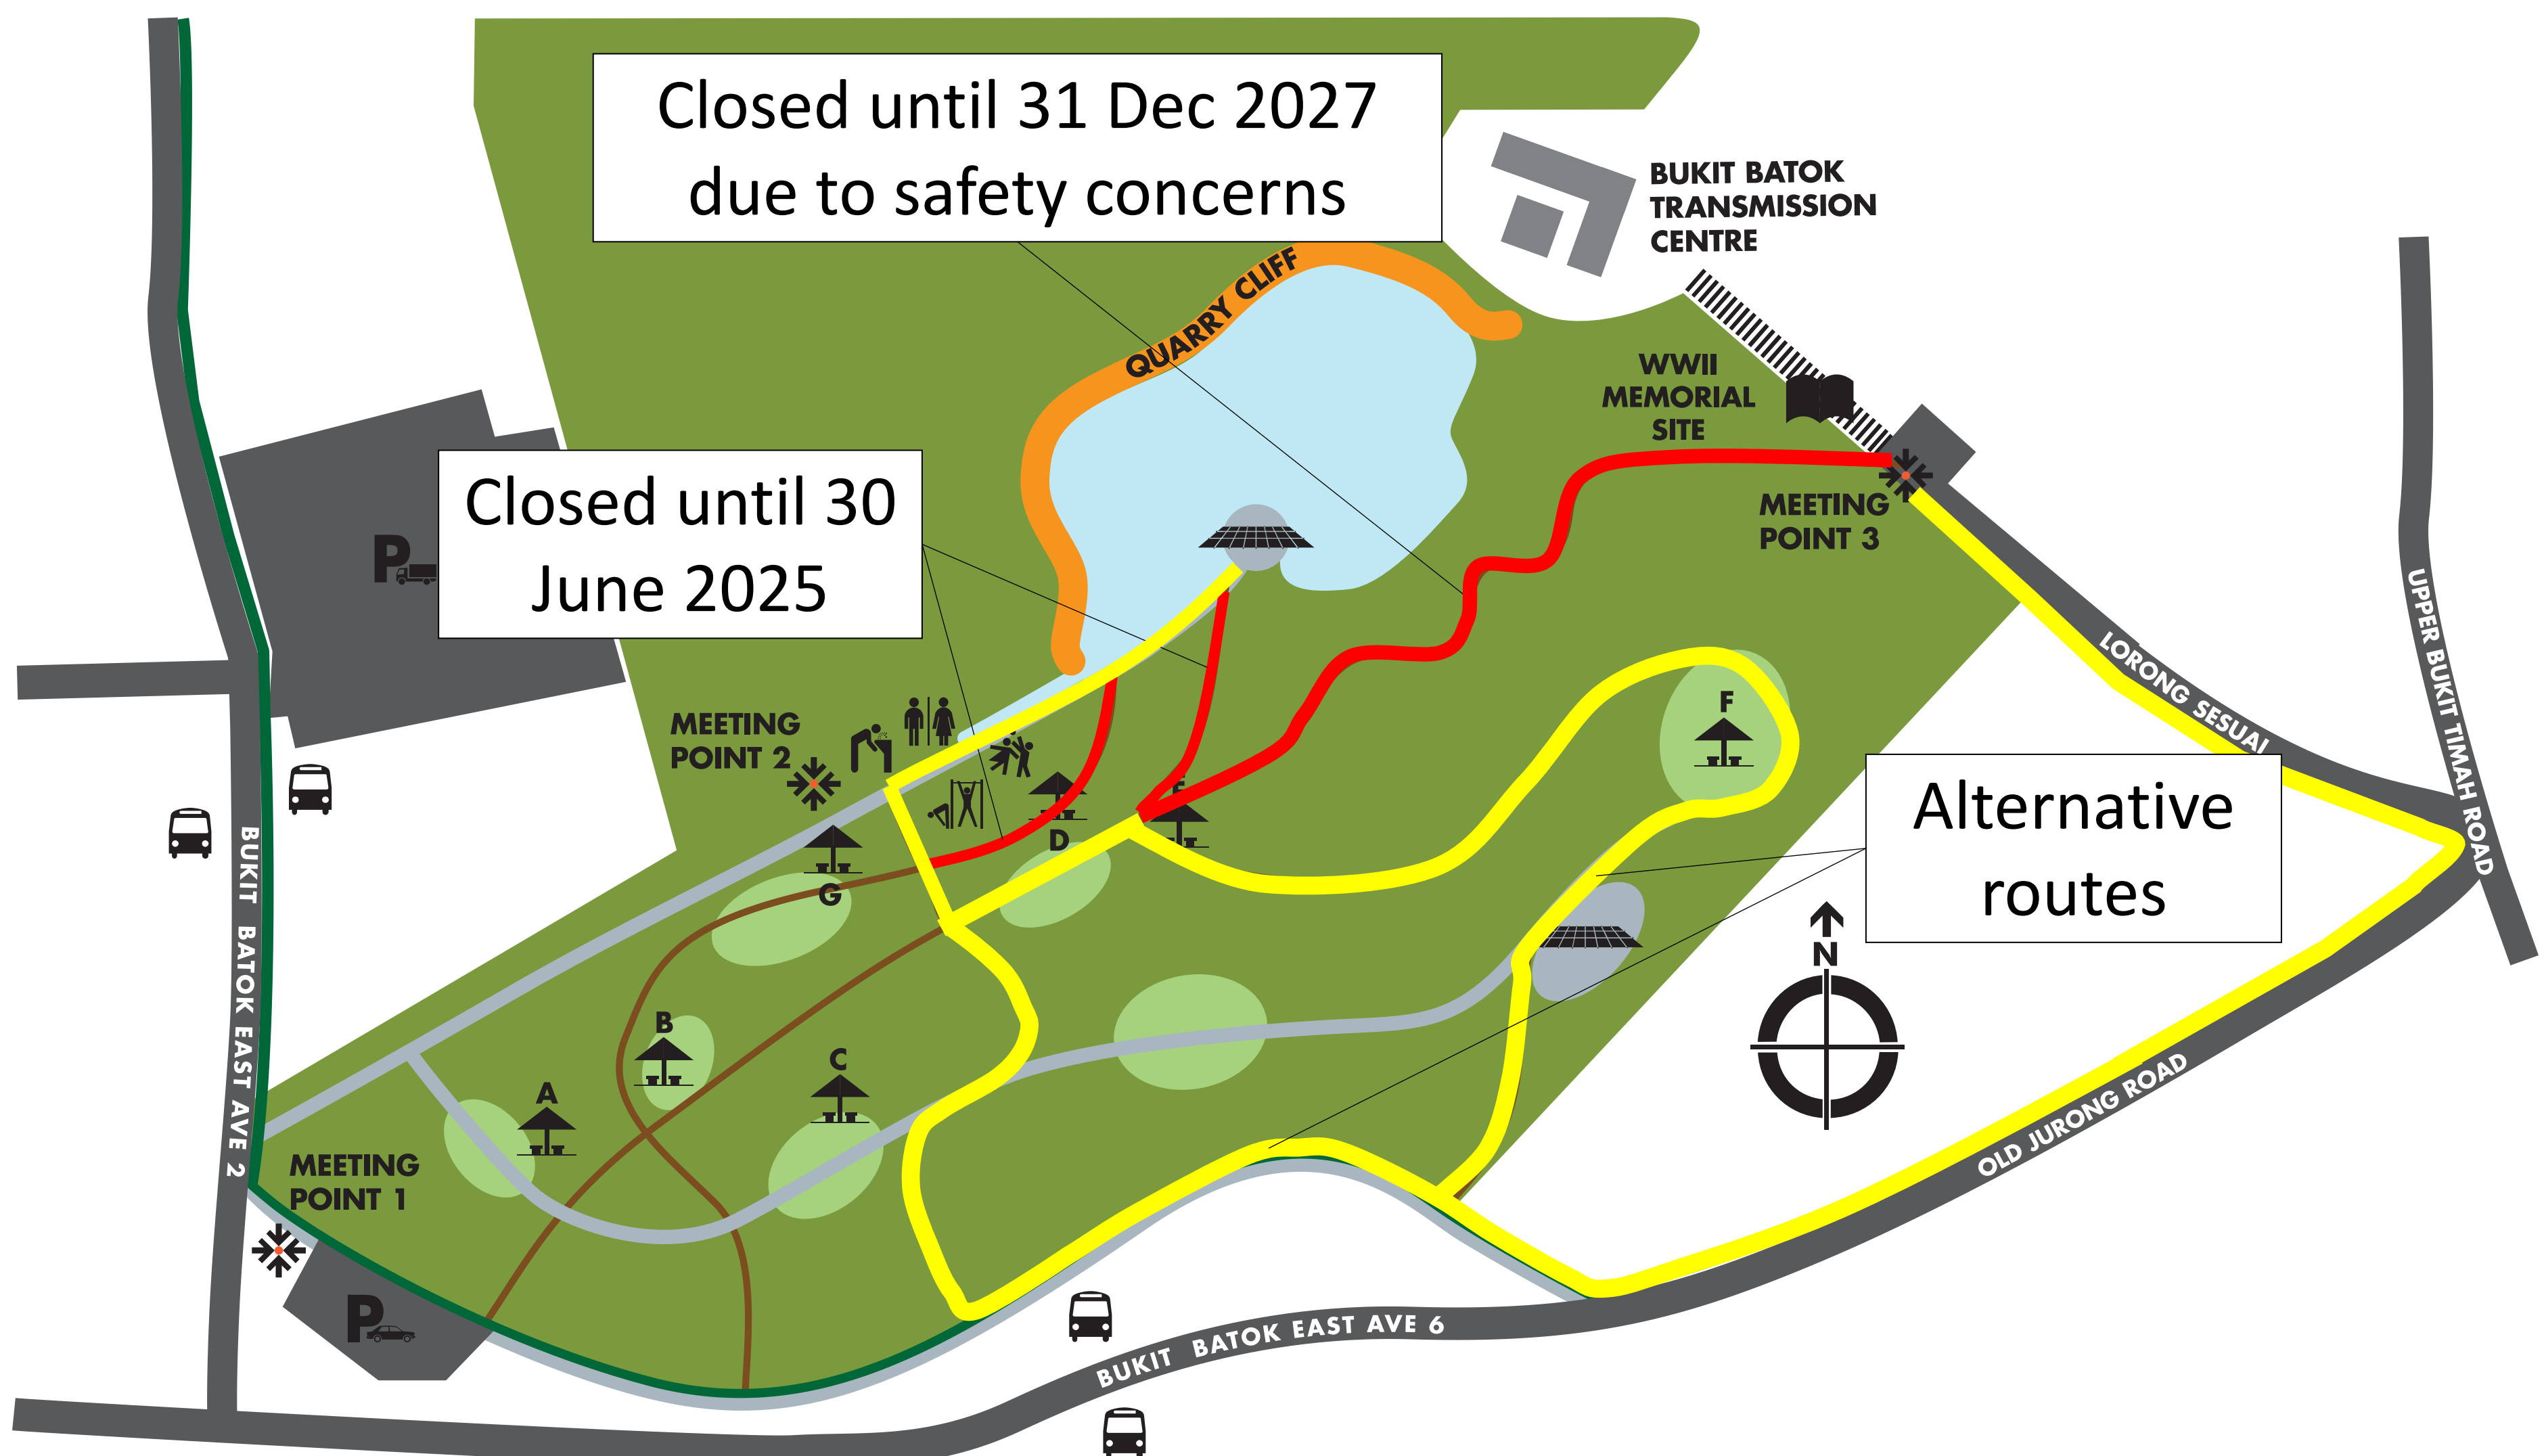 Closed until 31 Dec 2027
due to safety concerns
BUKIT BATOK
TRANSMISSION
CENTRE
QUARRY CLIFF
WWII
MEMORIAL
SITE
Closed until 30
June 2025
P
MEETING
POINT 3
UPPER BUKIT TIMAH ROAD
LORONG SESUAI
MEETING
POINT 2
F
E
D
G
Alternative
routes
N
BUKIT BATOK EAST AVE 2
B
C
A
MEETING
POINT 1
OLD JURONG ROAD
P
BUKIT BATOK EAST AVE 6